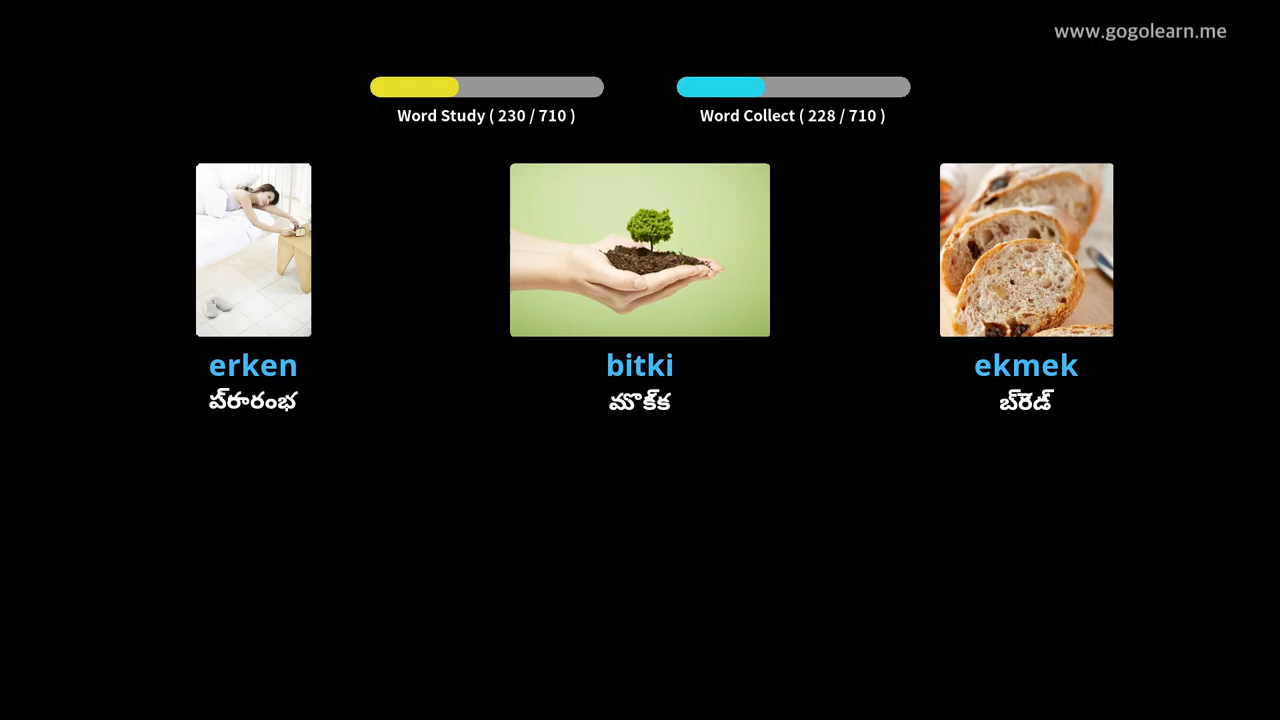 www.gogolearn.me
Word Study ( 230 / 710 )
Word Collect ( 228 / 710 )
erken
bitki
ekmek
ప్రారంభ
మొక్క
బ్రెడ్